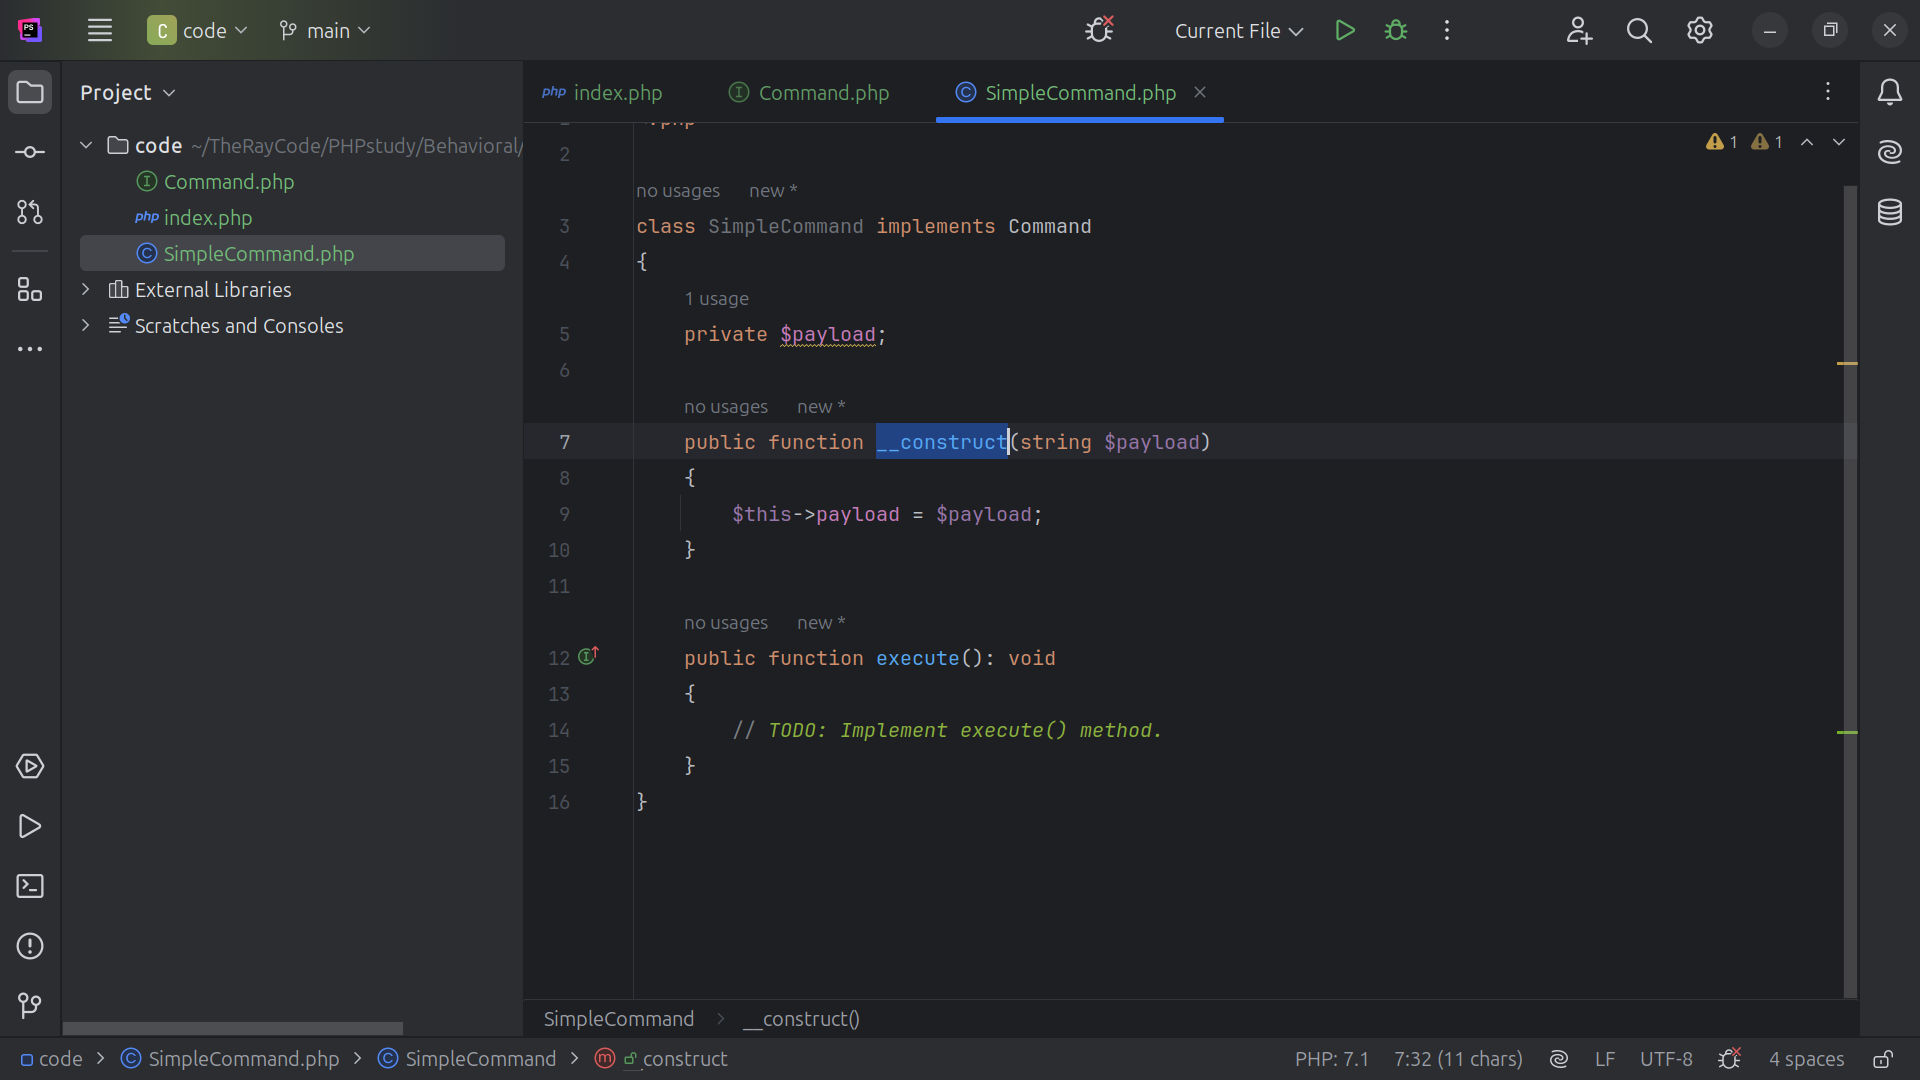 PS
C code main Current File
Project
code ~/TheRayCode/PHPstudy/Behavioral/
Command.php
php index.php
SimpleCommand.php
External Libraries
Scratches and Consoles
php index.php Command.php SimpleCommand.php
1 1
2
no usages new *
3 class SimpleCommand implements Command
4 {
1 usage
5 private $payload;
6
no usages new *
7 public function __construct(string $payload)
8 {
9 $this->payload = $payload;
10 }
11
no usages new *
12 public function execute(): void
13 {
14 // TODO: Implement execute() method.
15 }
16 }
SimpleCommand > __construct()
code > SimpleCommand.php > SimpleCommand > __construct PHP: 7.1 7:32 (11 chars) LF UTF-8 4 spaces